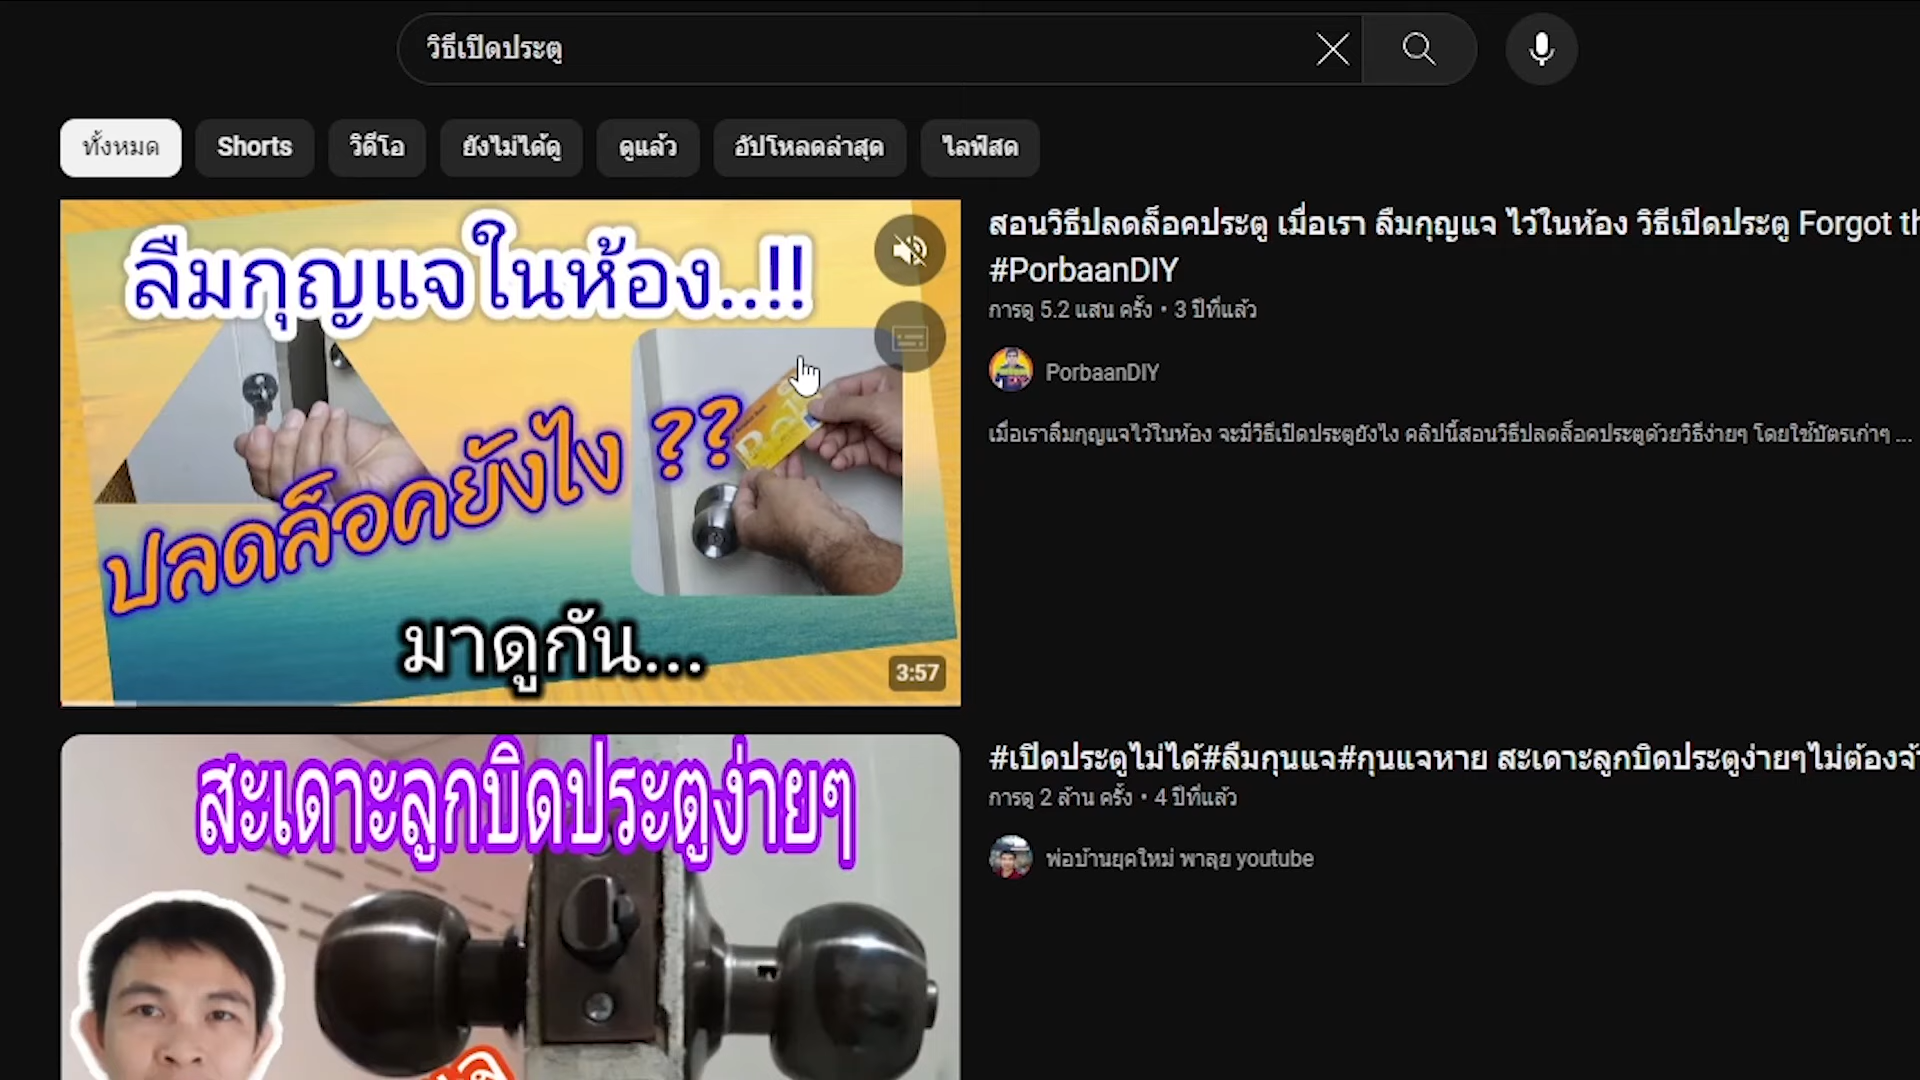 วิธีเปิดประตู
ทั้งหมด
Shorts
วิดีโอ
ยังไม่ได้ดู
ดูแล้ว
อัปโหลดล่าสุด
ไลฟ์สด
ลืมกุญแจในห้อง..!!
ปลดล็อคยังไง ??
มาดูกัน...
3:57
สอนวิธีปลดล็อคประตู เมื่อเรา ลืมกุญแจ ไว้ในห้อง วิธีเปิดประตู Forgot
#PorbaanDIY
การดู 5.2 แสน ครั้ง • 3 ปีที่แล้ว
PorbaanDIY
เมื่อเราลืมกุญแจไว้ในห้อง จะมีวิธีเปิดประตูยังไง คลิปนี้สอนวิธีปลดล็อคประตูด้วยวิธีง่ายๆ โดยใช้บัตรเก่าๆ ...
สะเดาะลูกบิดประตูง่ายๆ
#เปิดประตูไม่ได้#ลืมกุนแจ#กุนแจหาย สะเดาะลูกบิดประตูง่ายๆไม่ต้อง
การดู 2 ล้าน ครั้ง • 4 ปีที่แล้ว
พ่อบ้านยุคใหม่ พาลุย youtube